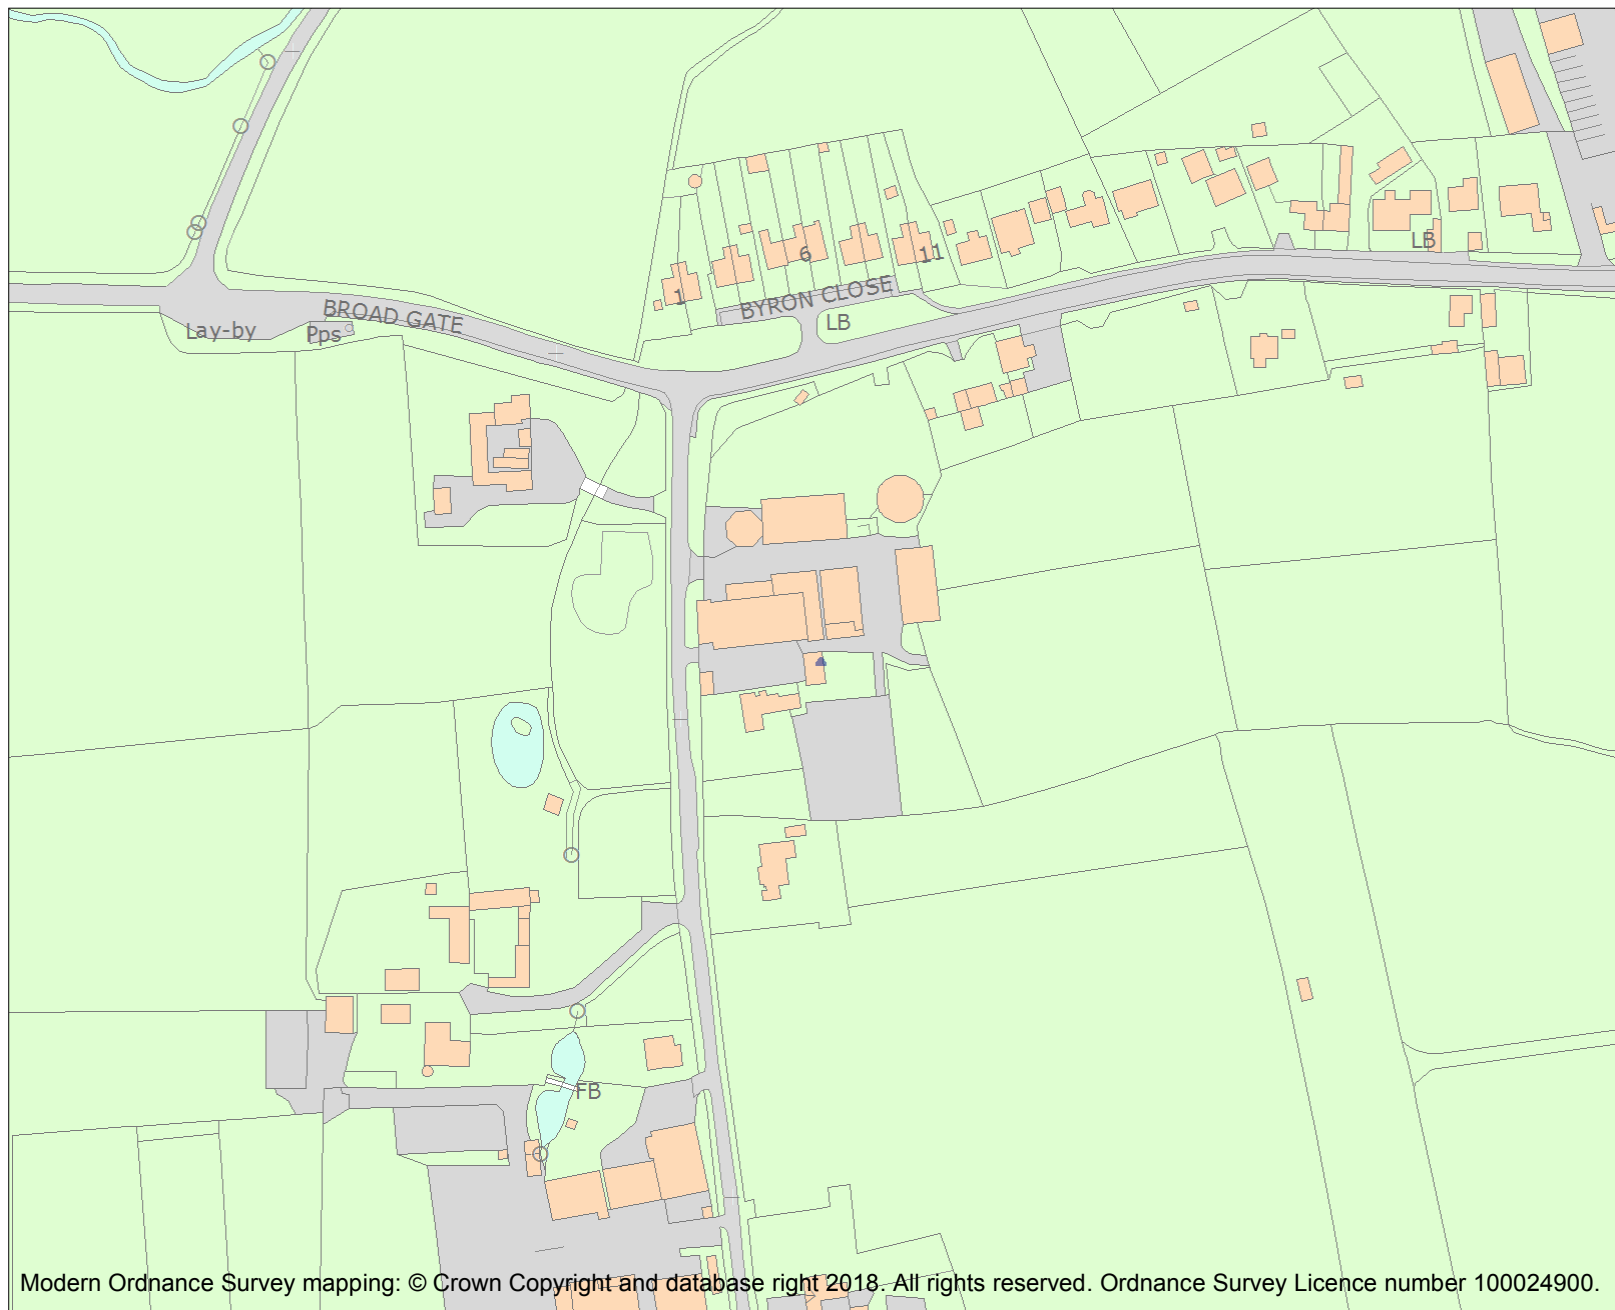 LB
6
11
1
BYRON CLOSE
BROAD GATE
LB
Lay-by
Pps
FB
Modern Ordnance Survey mapping: © Crown Copyright and database right 2018. All rights reserved. Ordnance Survey Licence number 100024900.